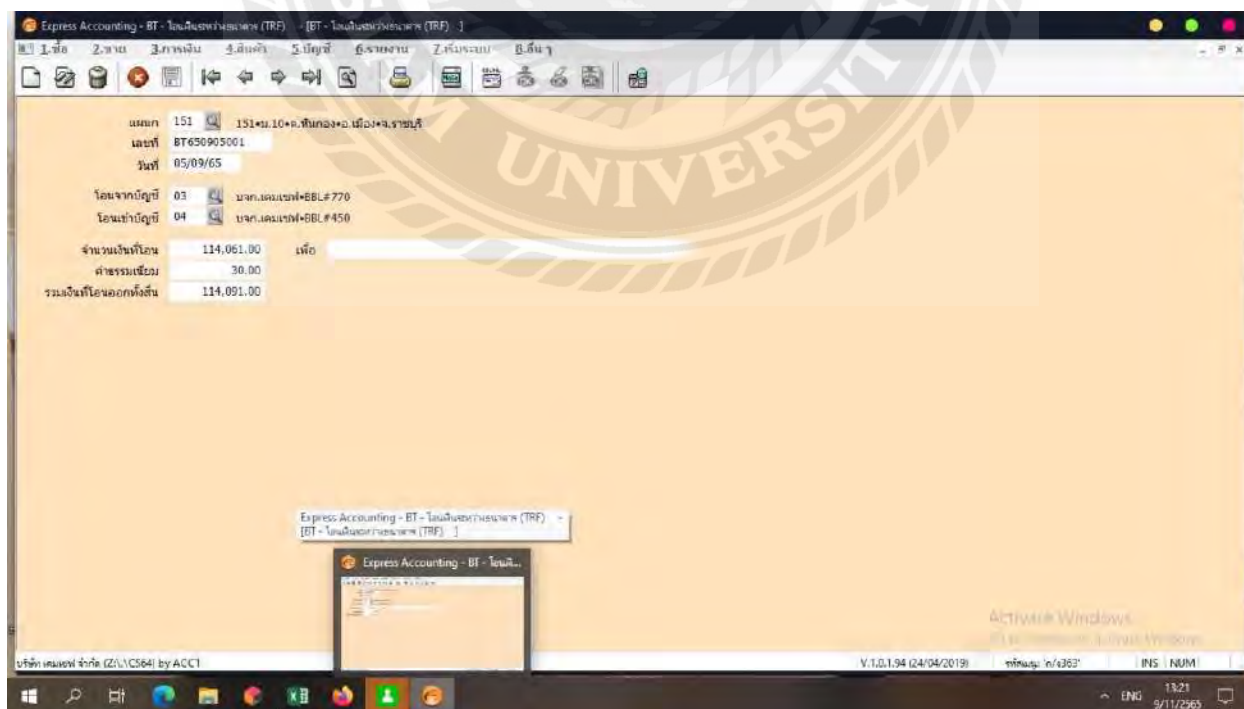 Express Accounting - BT - โอนเงินระหว่างธนาคาร (TRF) - [BT - โอนเงินระหว่างธนาคาร (TRF) ]
1.ซื้อ 2.ขาย 3.การเงิน 4.สินค้า 5.บัญชี 6.รายงาน 7.เริ่มระบบ 8.อื่น ๆ
UNIVERS
แผนก 151 151•ม.10•ต.หินกอง•อ.เมือง•จ.ราชบุรี
เลขที่ BT650905001
วันที่ 05/09/65
โอนจากบัญชี 03 บจก.เคมเซฟ•BBL#770
โอนเข้าบัญชี 04 บจก.เคมเซฟ•BBL#450
จำนวนเงินที่โอน 114,061.00 เพื่อ
ค่าธรรมเนียม 30.00
รวมเงินที่โอนออกทั้งสิ้น 114,091.00
Express Accounting - BT - โอนเงินระหว่างธนาคาร (TRF) -
[BT - โอนเงินระหว่างธนาคาร (TRF) ]
Express Accounting - BT - โอนเงิ...
Activate Windows
บริษัท เคมเซฟ จำกัด (Z:\.\CS64) by ACC1 V.1.0.1.94 (24/04/2019) INS NUM
ENG 13:21
9/11/2565